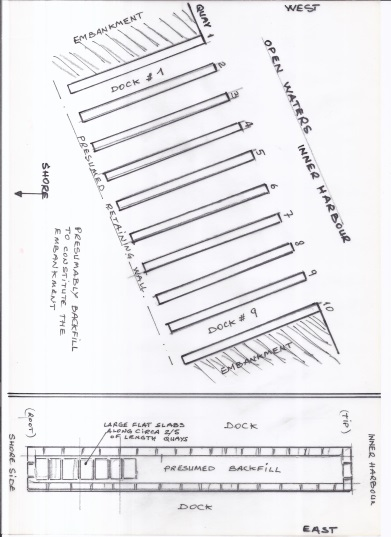 WEST
EMBANKMENT
QUAY 1
DOCK # 1
2
3
4
5
6
7
8
9
10
OPEN WATERS
INNER HARBOUR
PRESUMED RETAINING WALL.
SHORE
PRESUMABLY BACKFILL
TO CONSTITUTE THE
EMBANKMENT
DOCK # 9
EMBANKMENT
(ROOT)
SHORE SIDE
LARGE FLAT SLABS
ALONG CIRCA 2/5
OF LENGTH QUAYS
DOCK
(TIP)
INNER HARBOUR
PRESUMED BACKFILL
DOCK
EAST